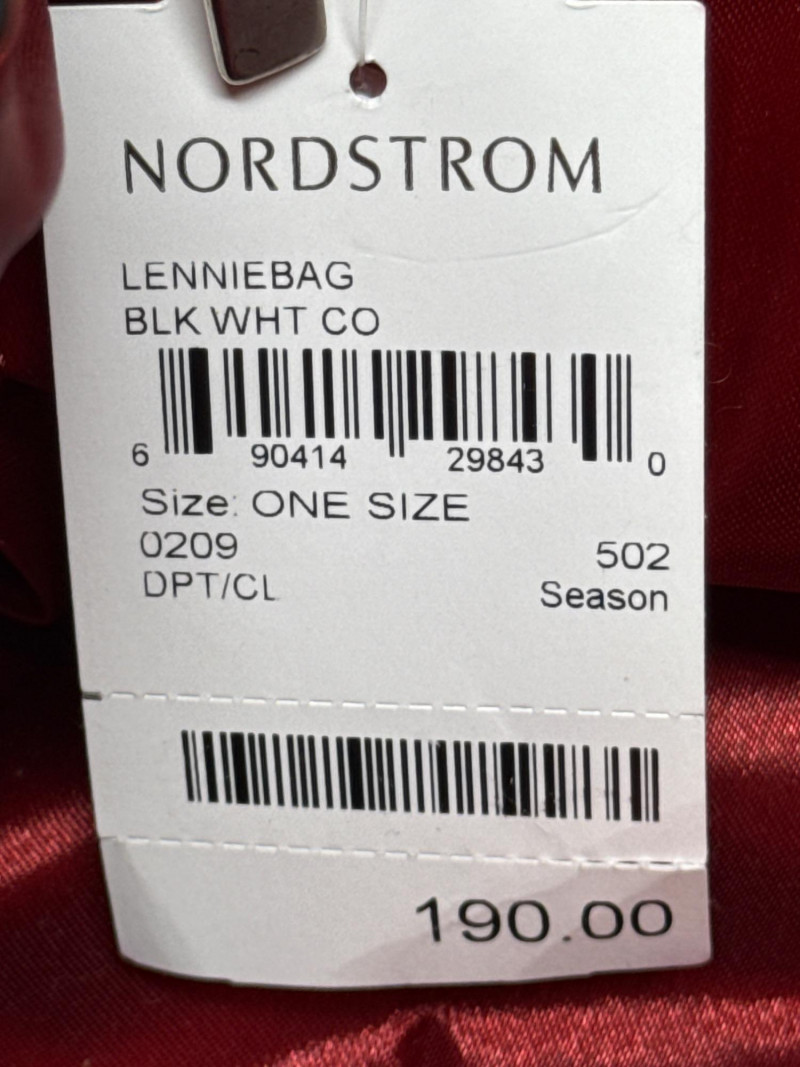 NORDSTROM
LENNIEBAG
BLK WHT CO
6 90414 29843 0
Size: ONE SIZE
0209 502
DPT/CL Season
190.00